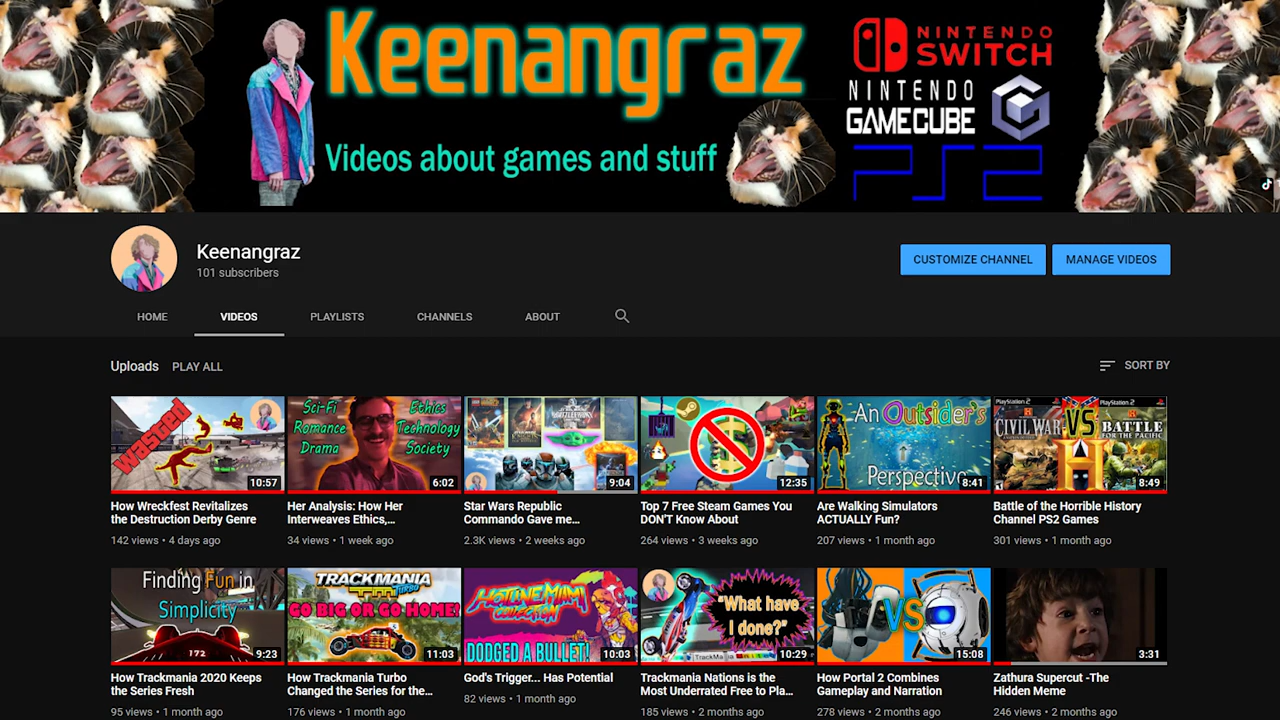 Keenangraz
Videos about games and stuff
NINTENDO
SWITCH
NINTENDO
GAMECUBE
PS2
Keenangraz
101 subscribers
CUSTOMIZE CHANNEL
MANAGE VIDEOS
HOME
VIDEOS
PLAYLISTS
CHANNELS
ABOUT
Uploads
PLAY ALL
SORT BY
Wasted
10:57
Sci-Fi
Romance
Drama
Ethics
Technology
Society
6:02
9:04
12:35
An Outsider's
Perspective
8:41
PlayStation 2
PlayStation 2
CIVIL WAR
VS
BATTLE
FOR THE PACIFIC
H
8:49
How Wreckfest Revitalizes
the Destruction Derby Genre
142 views • 4 days ago
Her Analysis: How Her
Interweaves Ethics,...
34 views • 1 week ago
Star Wars Republic
Commando Gave me...
2.3K views • 2 weeks ago
Top 7 Free Steam Games You
DON'T Know About
264 views • 3 weeks ago
Are Walking Simulators
ACTUALLY Fun?
207 views • 1 month ago
Battle of the Horrible History
Channel PS2 Games
301 views • 1 month ago
Finding Fun in
Simplicity
172
9:23
TRACKMANIA
TURBO
GO BIG OR GO HOME!
11:03
HOTLINE MIAMI
COLLECTION
DODGED A BULLET!
10:03
"What have
I done?"
TrackMa
10:29
VS
15:08
3:31
How Trackmania 2020 Keeps
the Series Fresh
95 views • 1 month ago
How Trackmania Turbo
Changed the Series for the...
176 views • 1 month ago
God's Trigger... Has Potential
82 views • 1 month ago
Trackmania Nations is the
Most Underrated Free to Pla...
185 views • 2 months ago
How Portal 2 Combines
Gameplay and Narration
278 views • 2 months ago
Zathura Supercut -The
Hidden Meme
246 views • 2 months ago